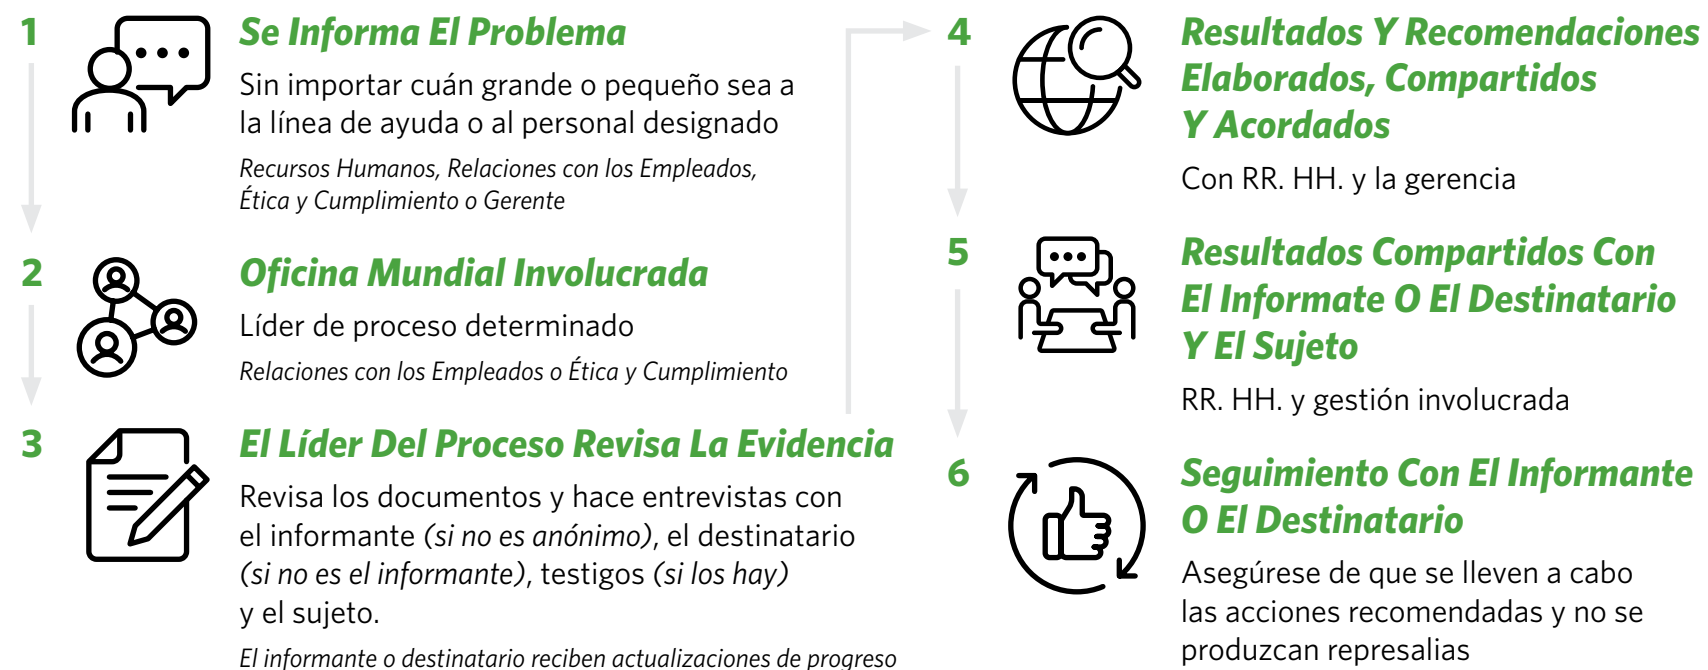 1
Se Informa El Problema
Sin importar cuán grande o pequeño sea a
la línea de ayuda o al personal designado
Recursos Humanos, Relaciones con los Empleados,
Ética y Cumplimiento o Gerente
2
Oficina Mundial Involucrada
Líder de proceso determinado
Relaciones con los Empleados o Ética y Cumplimiento
3
El Líder Del Proceso Revisa La Evidencia
Revisa los documentos y hace entrevistas con
el informante (si no es anónimo), el destinatario
(si no es el informante), testigos (si los hay)
y el sujeto.
El informante o destinatario reciben actualizaciones de progreso
4
Resultados Y Recomendaciones
Elaborados, Compartidos
Y Acordados
Con RR. HH. y la gerencia
5
Resultados Compartidos Con
El Informate O El Destinatario
Y El Sujeto
RR. HH. y gestión involucrada
6
Seguimiento Con El Informante
O El Destinatario
Asegúrese de que se lleven a cabo
las acciones recomendadas y no se
produzcan represalias